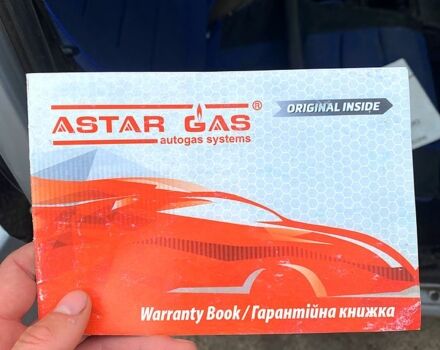 ASTAR GAS®
autogas systems
ORIGINAL INSIDE
Warranty Book / Гарантійна книжка